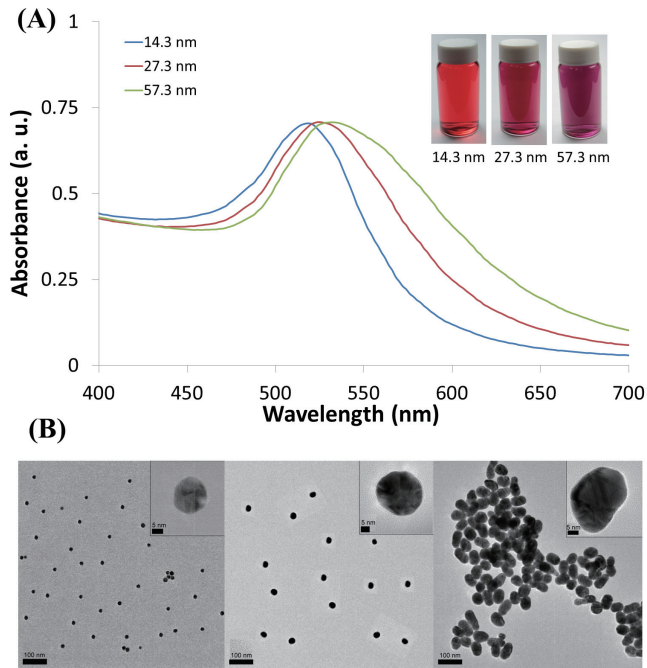 (A)
1
14.3 nm
27.3 nm
57.3 nm
14.3 nm 27.3 nm 57.3 nm
0.75
0.5
0.25
0
Absorbance (a. u.)
400 450 500 550 600 650 700
Wavelength (nm)
(B)
5 nm
5 nm
5 nm
100 nm
100 nm
100 nm